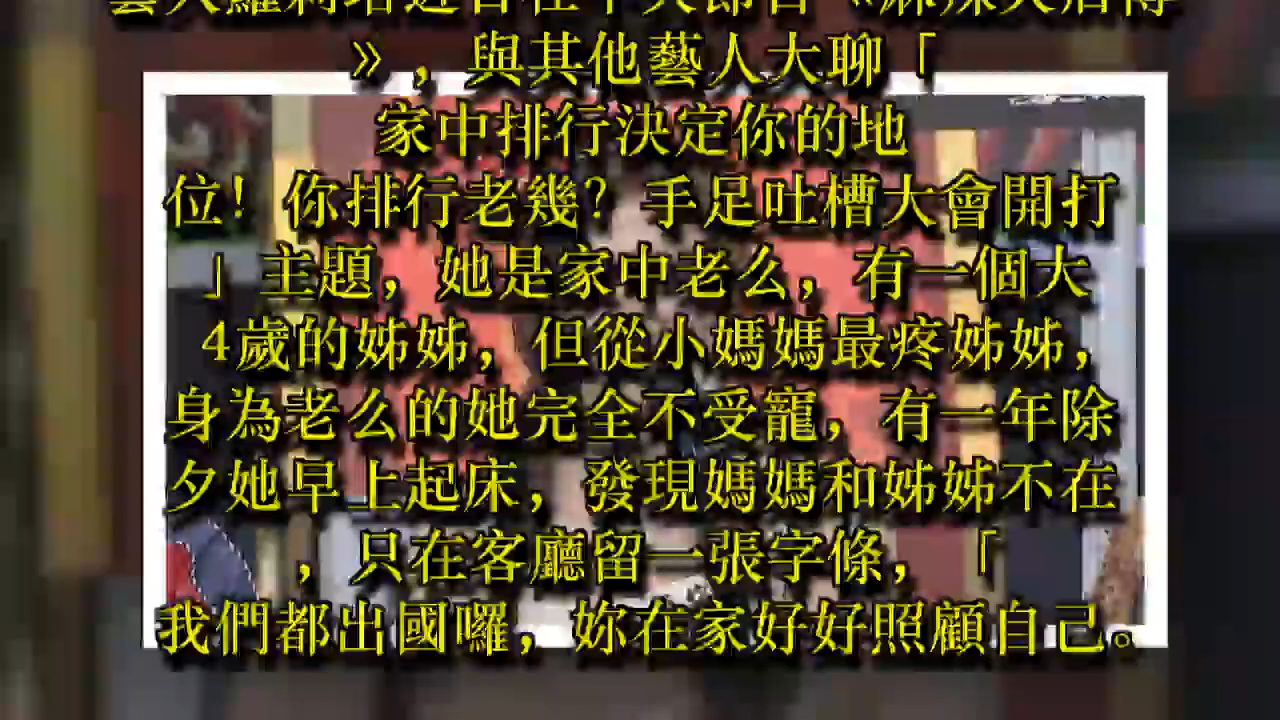 》，與其他藝人大聊「
家中排行決定你的地
位！你排行老幾？手足吐槽大會開打
」主題，她是家中老么，有一個大
4歲的姊姊，但從小媽媽最疼姊姊，
身為老么的她完全不受寵，有一年除
夕她早上起床，發現媽媽和姊姊不在
，只在客廳留一張字條，「
我們都出國囉，妳在家好好照顧自己。